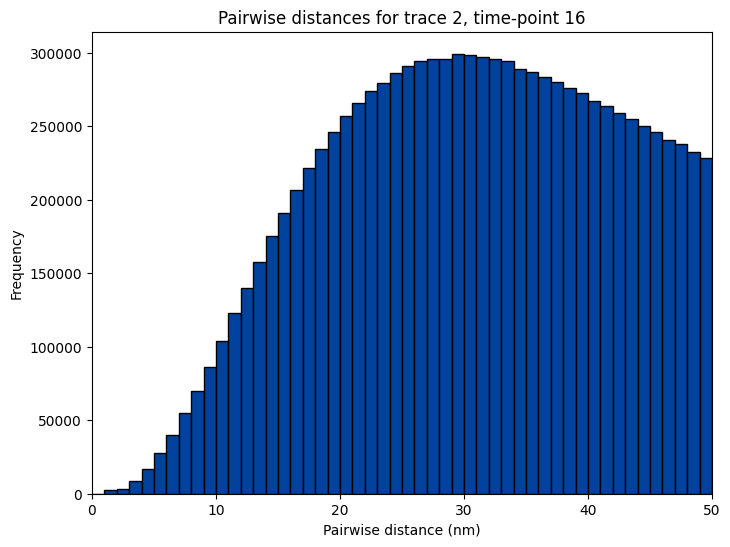 Pairwise distances for trace 2, time-point 16
300000
250000
200000
150000
100000
50000
0
Frequency
0 10 20 30 40 50
Pairwise distance (nm)